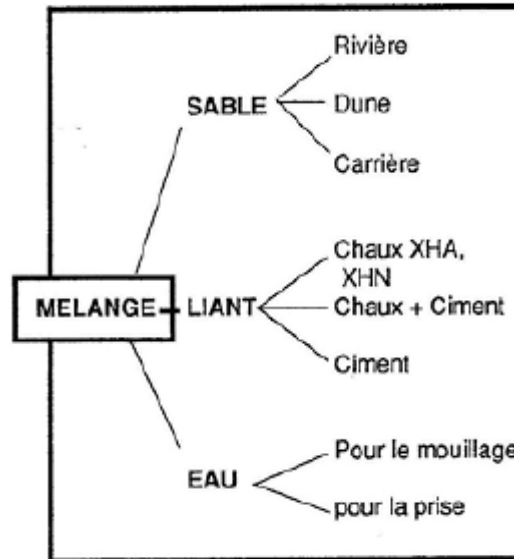 Rivière
SABLE
Dune
Carrière
Chaux XHA,
XHN
MELANGE
LIANT
Chaux + Ciment
Ciment
Pour le mouillage
EAU
pour la prise